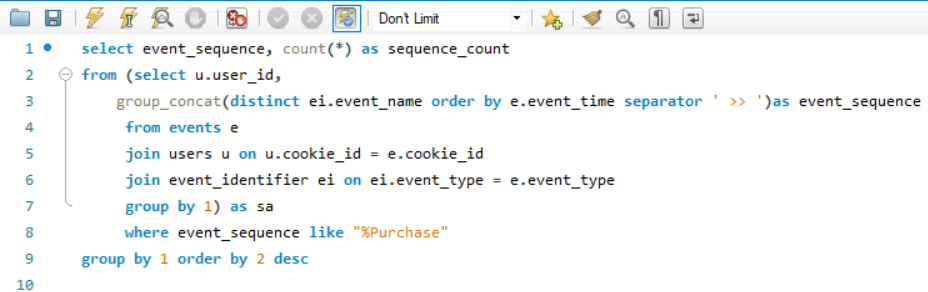 Don't Limit
1 select event_sequence, count(*) as sequence_count
2 from (select u.user_id,
3 group_concat(distinct ei.event_name order by e.event_time separator ' >> ')as event_sequence
4 from events e
5 join users u on u.cookie_id = e.cookie_id
6 join event_identifier ei on ei.event_type = e.event_type
7 group by 1) as sa
8 where event_sequence like "%Purchase"
9 group by 1 order by 2 desc
10